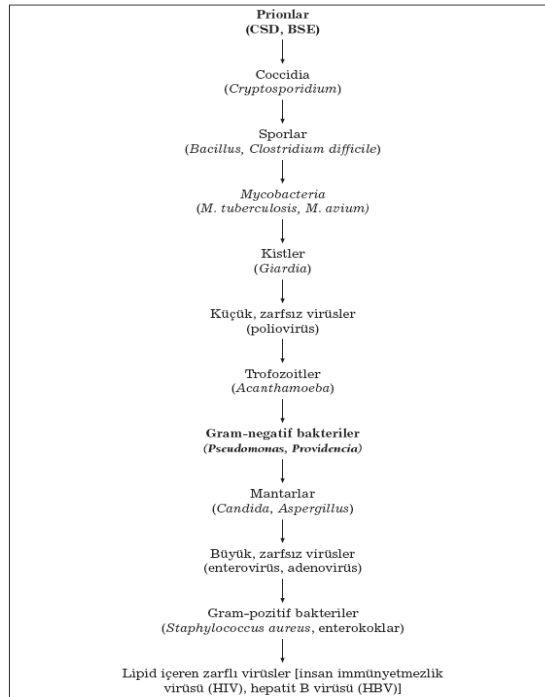 Prionlar
(CSD, BSE)
Coccidia
(Cryptosporidium)
Sporlar
(Bacillus, Clostridium difficile)
Mycobacteria
(M. tuberculosis, M. avium)
Kistler
(Giardia)
Küçük, zarfsız virüsler
(poliovirüs)
Trofozoitler
(Acanthamoeba)
Gram-negatif bakteriler
(Pseudomonas, Providencia)
Mantarlar
(Candida, Aspergillus)
Büyük, zarfsız virüsler
(enterovirüs, adenovirüs)
Gram-pozitif bakteriler
(Staphylococcus aureus, enterokoklar)
Lipid içeren zarflı virüsler [insan immünyetmezlik
virüsü (HIV), hepatit B virüsü (HBV)]